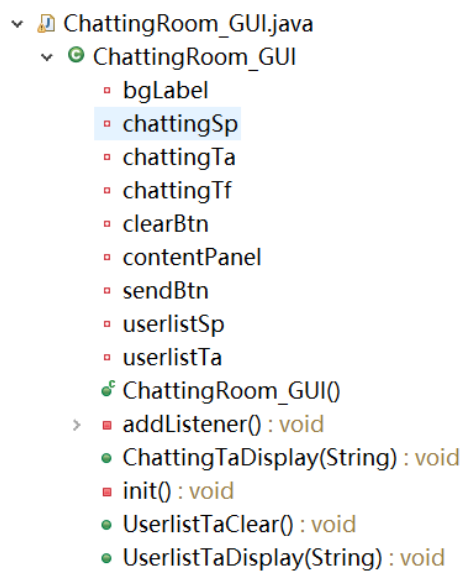 ChattingRoom_GUI.java
ChattingRoom_GUI
bgLabel
chattingSp
chattingTa
chattingTf
clearBtn
contentPanel
sendBtn
userlistSp
userlistTa
ChattingRoom_GUI()
addListener() : void
ChattingTaDisplay(String) : void
init() : void
UserlistTaClear() : void
UserlistTaDisplay(String) : void